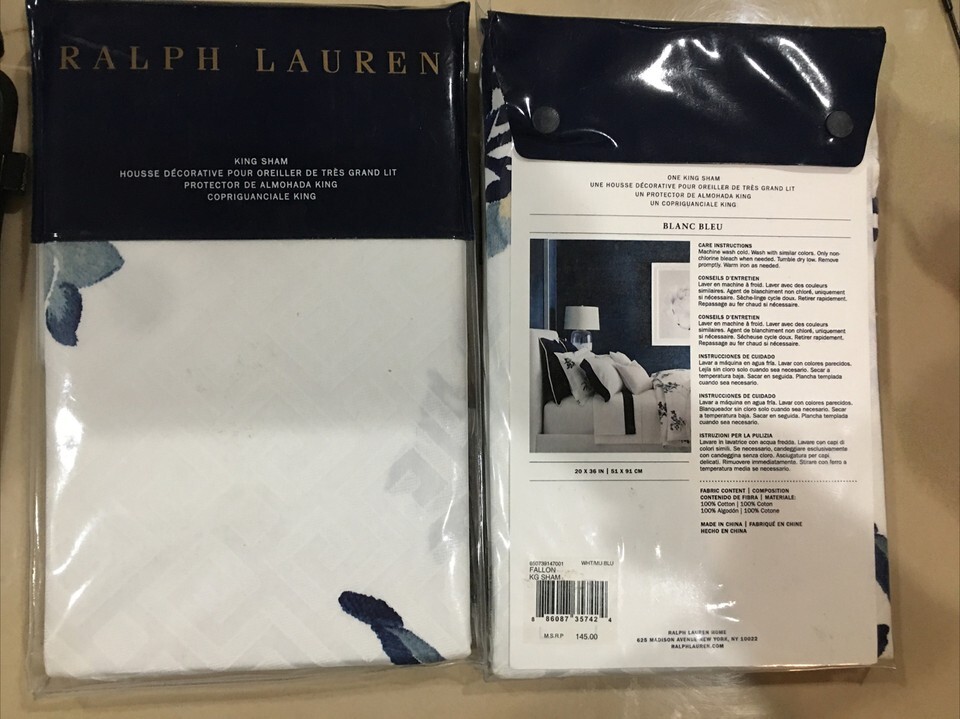 RALPH LAUREN
KING SHAM
HOUSSE DÉCORATIVE POUR OREILLER DE TRÈS GRAND LIT
PROTECTOR DE ALMOHADA KING
COPRIGUANCIALE KING
ONE KING SHAM
UNE HOUSSE DÉCORATIVE POUR OREILLER DE TRÈS GRAND LIT
UN PROTECTOR DE ALMOHADA KING
UN COPRIGUANCIALE KING
BLANC BLEU
CARE INSTRUCTIONS
Machine wash cold. Wash with similar colors. Only non-
chlorine bleach when needed. Tumble dry low. Remove
promptly. Warm iron as needed.
CONSEILS D'ENTRETIEN
Laver en machine à froid. Laver avec des couleurs
similaires. Agent de blanchiment non chloré, uniquement
si nécessaire. Sèche-linge cycle doux. Retirer rapidement.
Repassage au fer chaud si nécessaire.
CONSEILS D'ENTRETIEN
Laver en machine à froid. Laver avec des couleurs
similaires. Agent de blanchiment non chloré, uniquement
si nécessaire. Sécheuse cycle doux. Retirer rapidement.
Repassage au fer chaud si nécessaire.
INSTRUCCIONES DE CUIDADO
Lavar a máquina en agua fría. Lavar con colores parecidos.
Lejía sin cloro solo cuando sea necesario. Secar a
temperatura baja. Sacar en seguida. Plancha templada
cuando sea necesario.
INSTRUCCIONES DE CUIDADO
Lavar a máquina en agua fría. Lavar con colores parecidos.
Blanqueador sin cloro solo cuando sea necesario. Secar
a temperatura baja. Sacar en seguida. Plancha templada
cuando sea necesario.
ISTRUZIONI PER LA PULIZIA
Lavare in lavatrice con acqua fredda. Lavare con capi di
colori simili. Se necessario, candeggiare esclusivamente
con candeggina senza cloro. Asciugatura per capi
delicati. Rimuovere immediatamente. Stirare con ferro a
temperatura media se necessario.
20 X 36 IN | 51 X 91 CM
FABRIC CONTENT | COMPOSITION
CONTENIDO DE FIBRA | MATERIALE:
100% Cotton | 100% Coton
100% Algodón | 100% Cotone
MADE IN CHINA | FABRIQUÉ EN CHINE
HECHO EN CHINA
650739147001 WHT/MU BLU
FALLON
KG SHAM
8 86087 35742 4
M.S.R.P 145.00
RALPH LAUREN HOME
625 MADISON AVENUE NEW YORK, NY 10022
RALPHLAUREN.COM